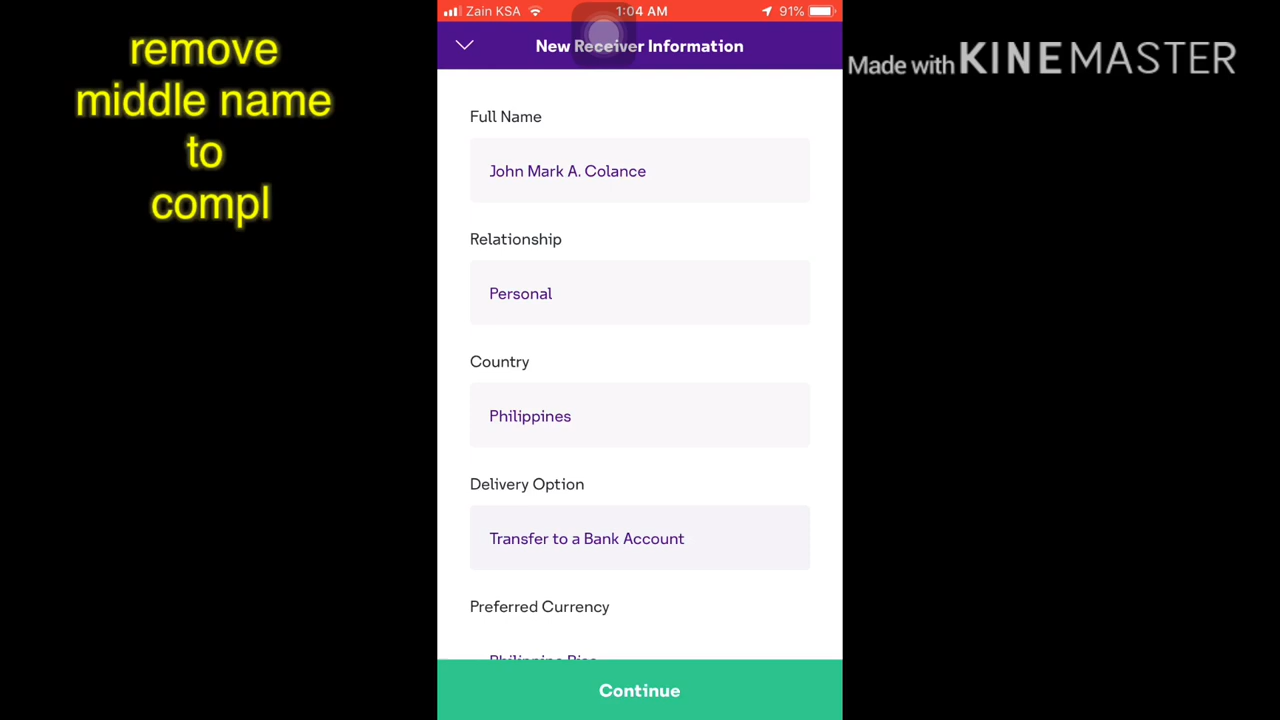 remove
middle name
to
compl
Zain KSA 1:04 AM 91%
New Receiver Information
Made with KINEMASTER
Full Name
John Mark A. Colance
Relationship
Personal
Country
Philippines
Delivery Option
Transfer to a Bank Account
Preferred Currency
Continue